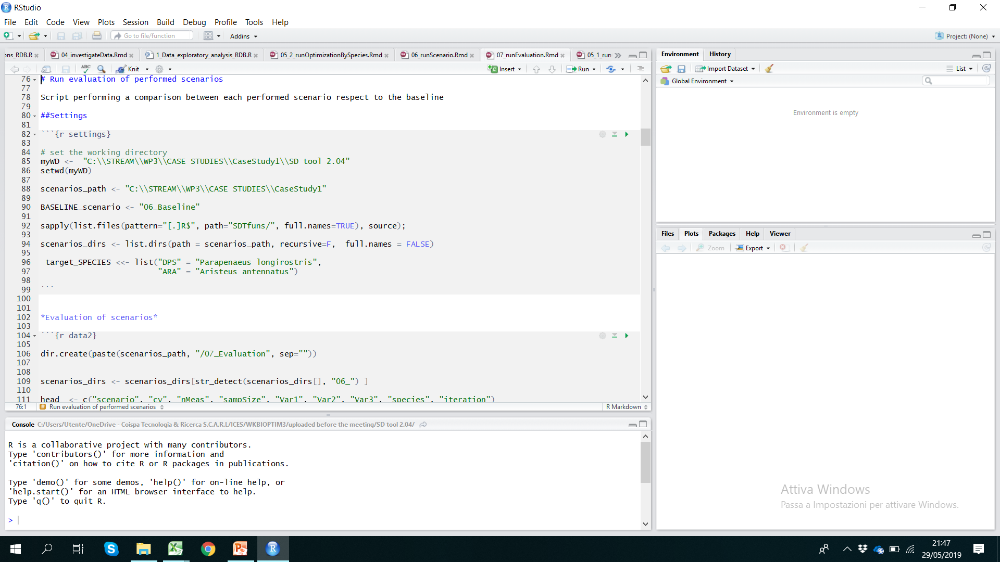 RStudio
File Edit Code View Plots Session Build Debug Profile Tools Help
Go to file/function Addins Project: (None)
ons_RDB.R 04_investigateData.Rmd 1_Data_exploratory_analysis_RDB.R 05_2_runOptimizationBySpecies.Rmd 06_runScenario.Rmd 07_runEvaluation.Rmd 05_1_run
ABC Knit Insert Run
76 # Run evaluation of performed scenarios
77
78 Script performing a comparison between each performed scenario respect to the baseline
79
80 ##Settings
81
82 ```{r settings}
83
84 # set the working directory
85 myWD <-  "C:\\STREAM\\WP3\\CASE STUDIES\\CaseStudy1\\SD tool 2.04"
86 setwd(myWD)
87
88 scenarios_path <- "C:\\STREAM\\WP3\\CASE STUDIES\\CaseStudy1"
89
90 BASELINE_scenario <- "06_Baseline"
91
92 sapply(list.files(pattern="[.]R$", path="SDTfuns/", full.names=TRUE), source);
93
94 scenarios_dirs <- list.dirs(path = scenarios_path, recursive=F,  full.names = FALSE)
95
96  target_SPECIES <<- list("DPS" = "Parapenaeus longirostris",
97                          "ARA" = "Aristeus antennatus")
98
99 ```
100
101
102 *Evaluation of scenarios*
103
104 ```{r data2}
105
106 dir.create(paste(scenarios_path, "/07_Evaluation", sep=""))
107
108
109 scenarios_dirs <- scenarios_dirs[str_detect(scenarios_dirs[], "06_") ]
110
111 head  <- c("scenario", "cv", "nMeas", "sampSize", "Var1", "Var2", "Var3", "species", "iteration")
76:1 # Run evaluation of performed scenarios R Markdown
Console C:/Users/Utente/OneDrive - Coispa Tecnologia & Ricerca S.C.A.R.L/ICES/WKBIOPTIM3/uploaded before the meeting/SD tool 2.04/
R is a collaborative project with many contributors.
Type 'contributors()' for more information and
'citation()' on how to cite R or R packages in publications.
Type 'demo()' for some demos, 'help()' for on-line help, or
'help.start()' for an HTML browser interface to help.
Type 'q()' to quit R.
>
Environment History
Import Dataset List
Global Environment
Environment is empty
Files Plots Packages Help Viewer
Zoom Export
Attiva Windows
Passa a Impostazioni per attivare Windows.
21:47
29/05/2019